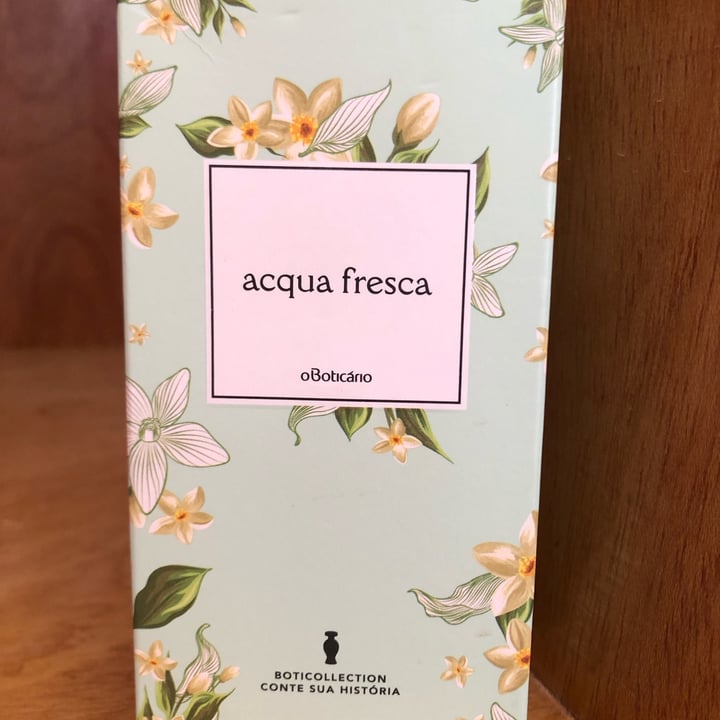 acqua fresca
oBoticário
BOTICOLLECTION
CONTE SUA HISTÓRIA